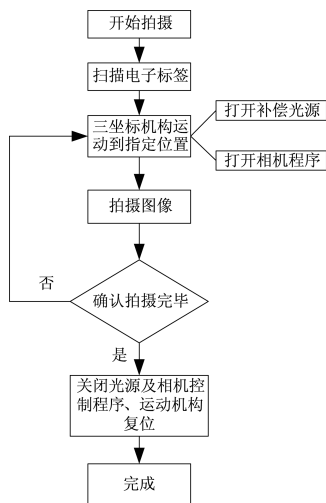 开始拍摄
扫描电子标签
三坐标机构运
动到指定位置
打开补偿光源
打开相机程序
拍摄图像
否
确认拍摄完毕
是
关闭光源及相机控
制程序、运动机构
复位
完成